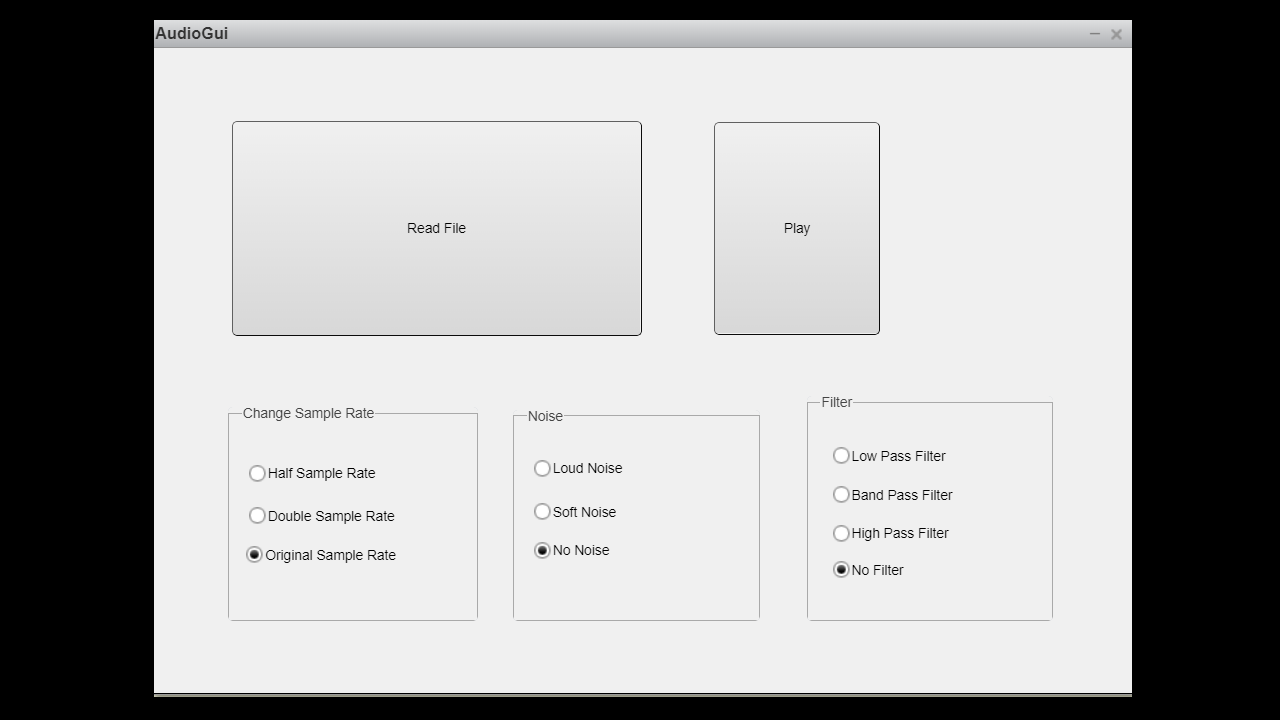 AudioGui
Read File
Play
Change Sample Rate
Half Sample Rate
Double Sample Rate
Original Sample Rate
Noise
Loud Noise
Soft Noise
No Noise
Filter
Low Pass Filter
Band Pass Filter
High Pass Filter
No Filter